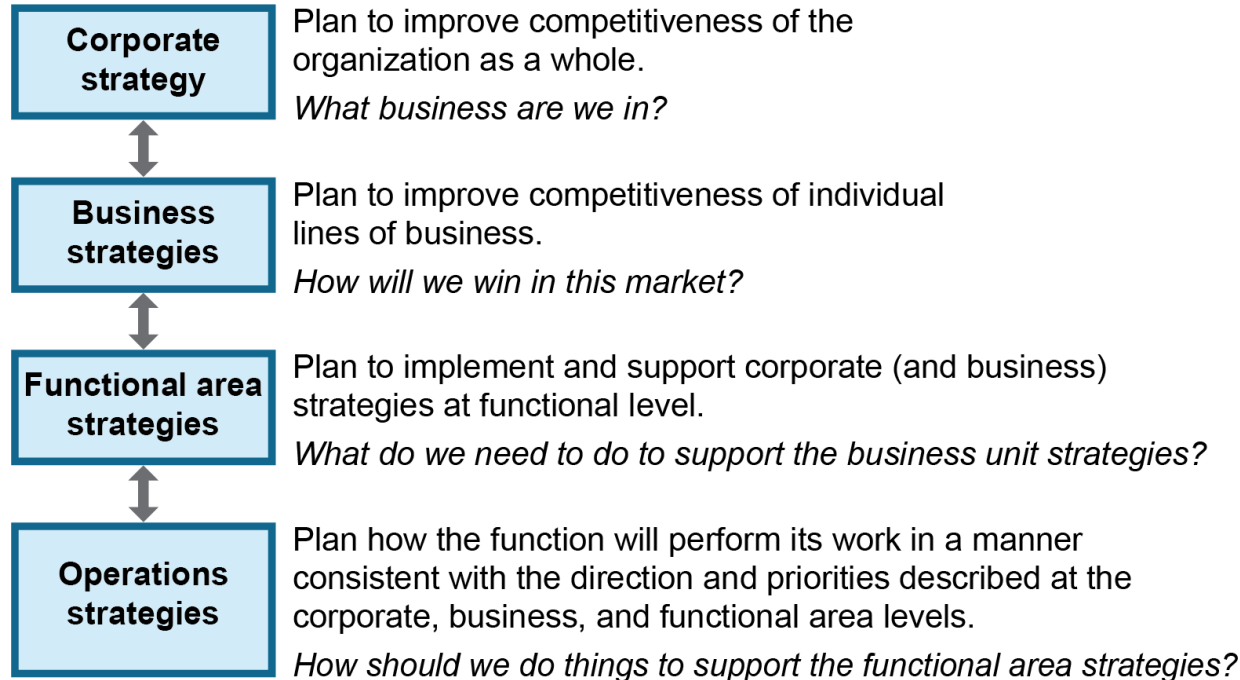 Corporate
strategy
Plan to improve competitiveness of the
organization as a whole.
What business are we in?
Business
strategies
Plan to improve competitiveness of individual
lines of business.
How will we win in this market?
Functional area
strategies
Plan to implement and support corporate (and business)
strategies at functional level.
What do we need to do to support the business unit strategies?
Operations
strategies
Plan how the function will perform its work in a manner
consistent with the direction and priorities described at the
corporate, business, and functional area levels.
How should we do things to support the functional area strategies?